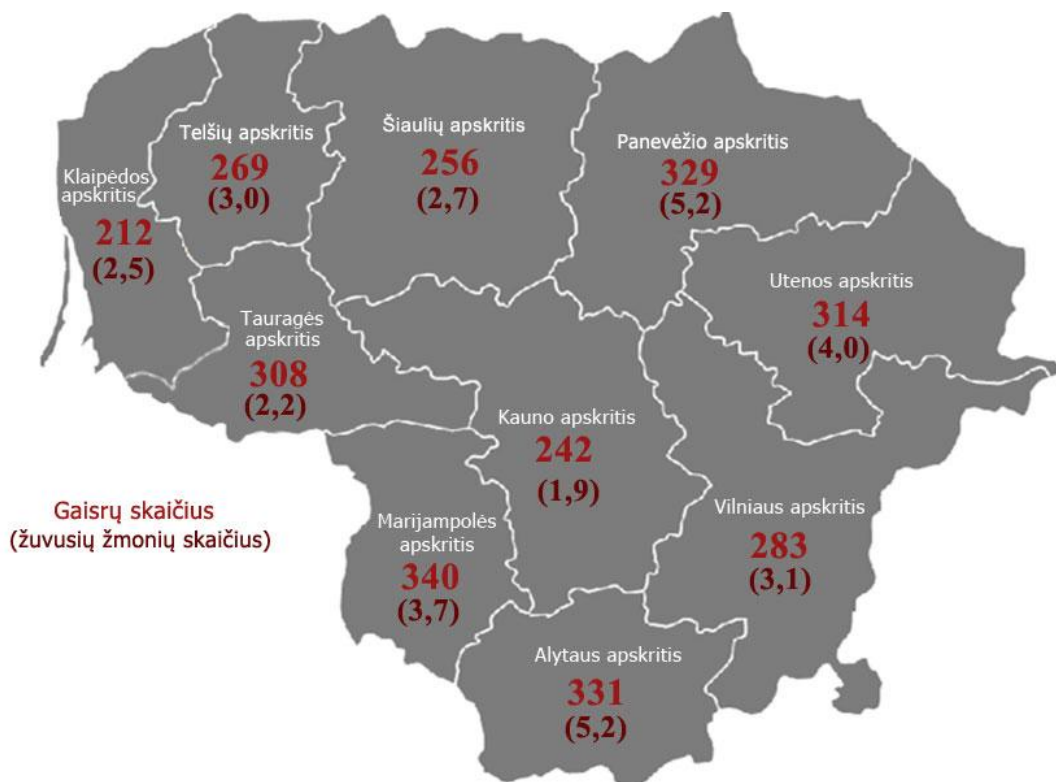 Telšių apskritis
269
(3,0)
Šiaulių apskritis
256
(2,7)
Panevėžio apskritis
329
(5,2)
Klaipėdos
apskritis
212
(2,5)
Utenos apskritis
314
(4,0)
Tauragės
apskritis
308
(2,2)
Kauno apskritis
242
(1,9)
Vilniaus apskritis
283
(3,1)
Gaisrų skaičius
(žuvusių žmonių skaičius)
Marijampolės
apskritis
340
(3,7)
Alytaus apskritis
331
(5,2)